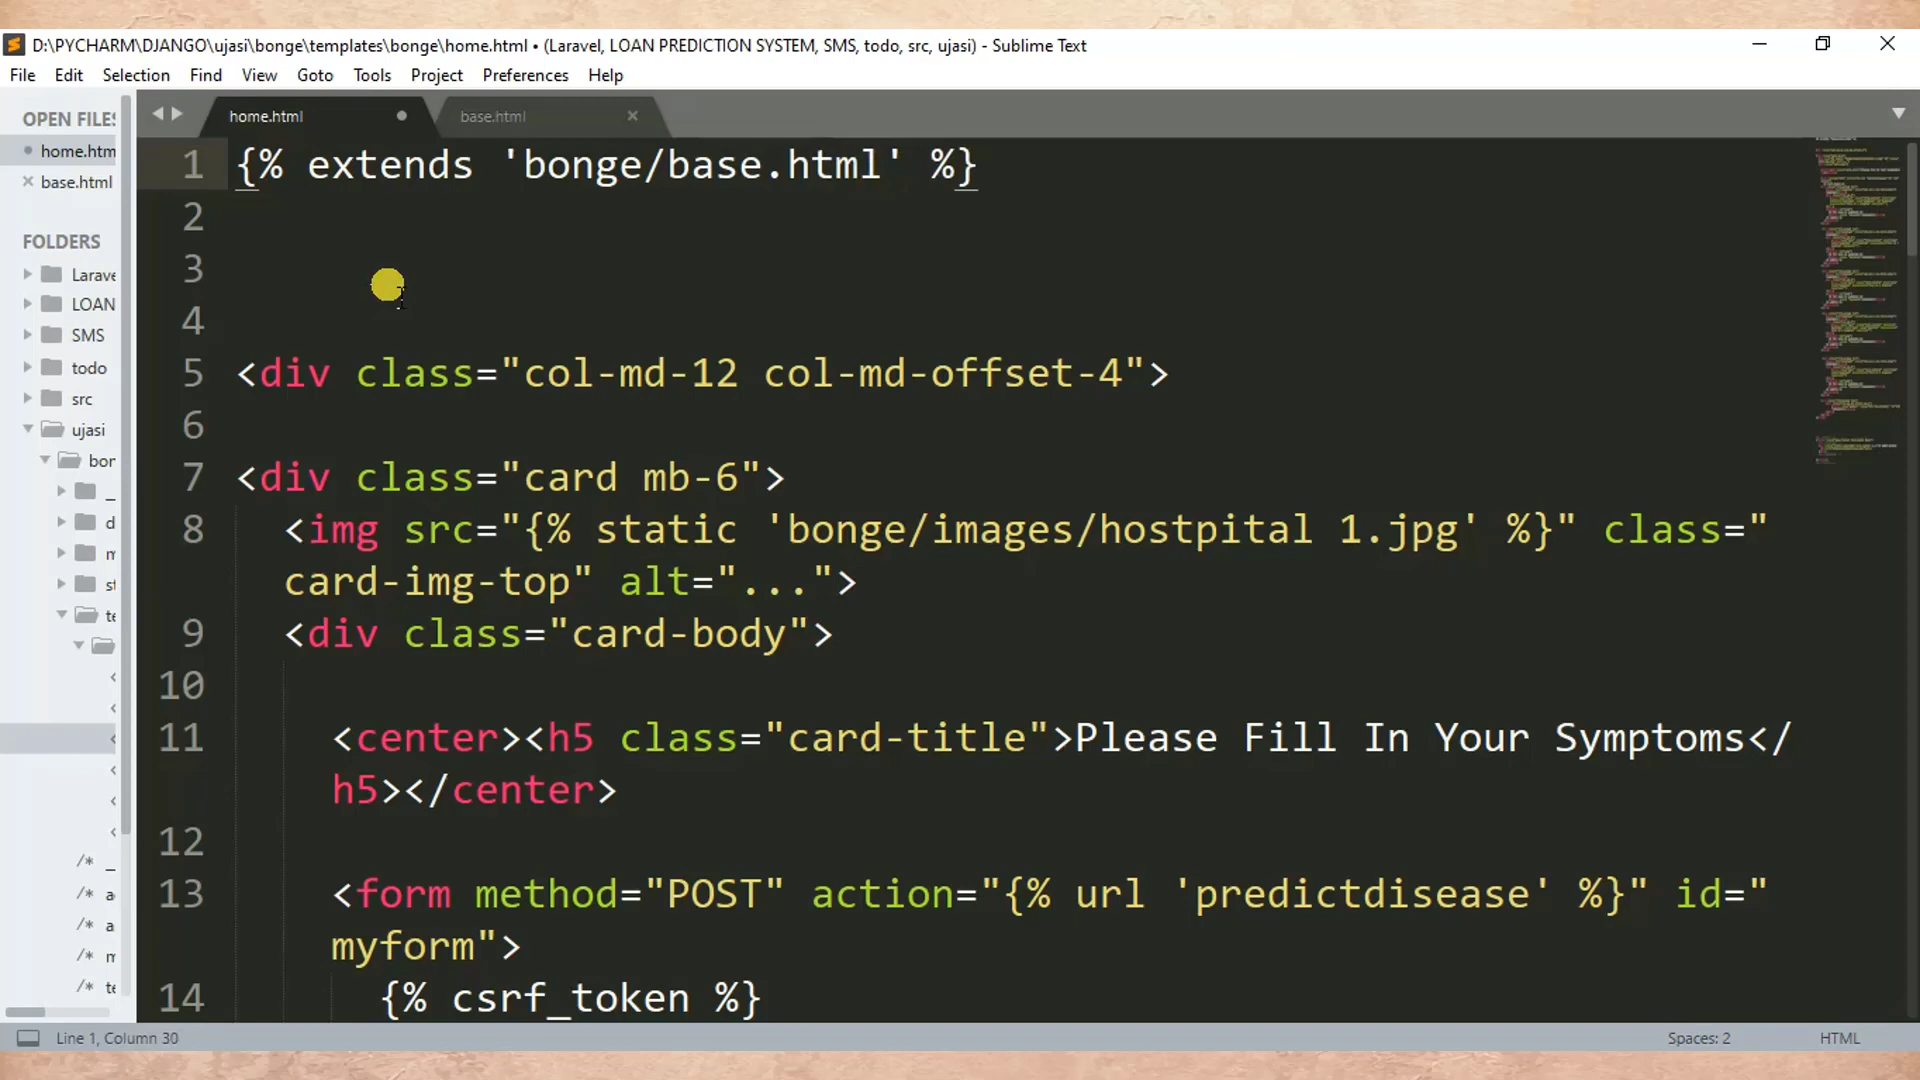 D:\PYCHARM\DJANGO\ujasi\bonge\templates\bonge\home.html • (Laravel, LOAN PREDICTION SYSTEM, SMS, todo, src, ujasi) - Sublime Text
File Edit Selection Find View Goto Tools Project Preferences Help
OPEN FILES
home.htm
base.html
FOLDERS
Larave
LOAN
SMS
todo
src
ujasi
bon
_
d
m
st
te
/* _
/* a
/* a
/* m
/* te
home.html
base.html
1 {% extends 'bonge/base.html' %}
2
3
4
5 <div class="col-md-12 col-md-offset-4">
6
7 <div class="card mb-6">
8 <img src="{% static 'bonge/images/hostpital 1.jpg' %}" class="
card-img-top" alt="...">
9 <div class="card-body">
10
11 <center><h5 class="card-title">Please Fill In Your Symptoms</
h5></center>
12
13 <form method="POST" action="{% url 'predictdisease' %}" id="
myform">
14 {% csrf_token %}
Line 1, Column 30
Spaces: 2
HTML